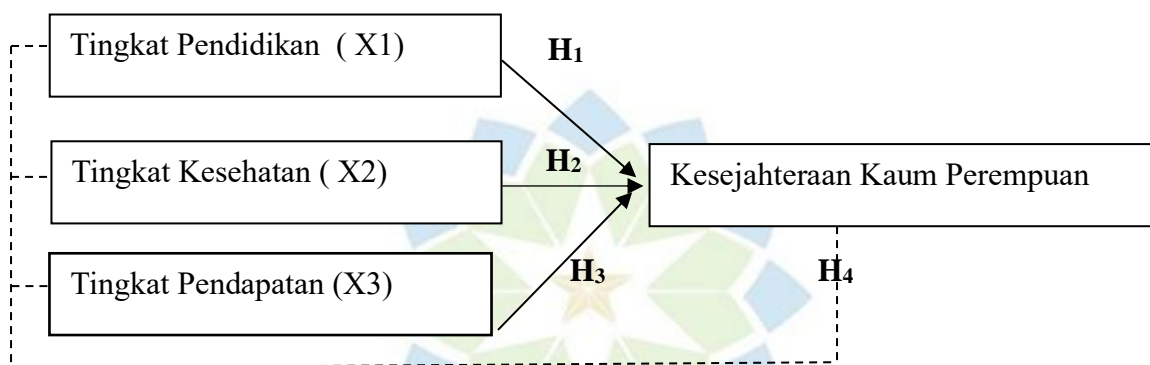 Tingkat Pendidikan ( X1)
H1
Tingkat Kesehatan ( X2)
H2
Kesejahteraan Kaum Perempuan
Tingkat Pendapatan (X3)
H3
H4